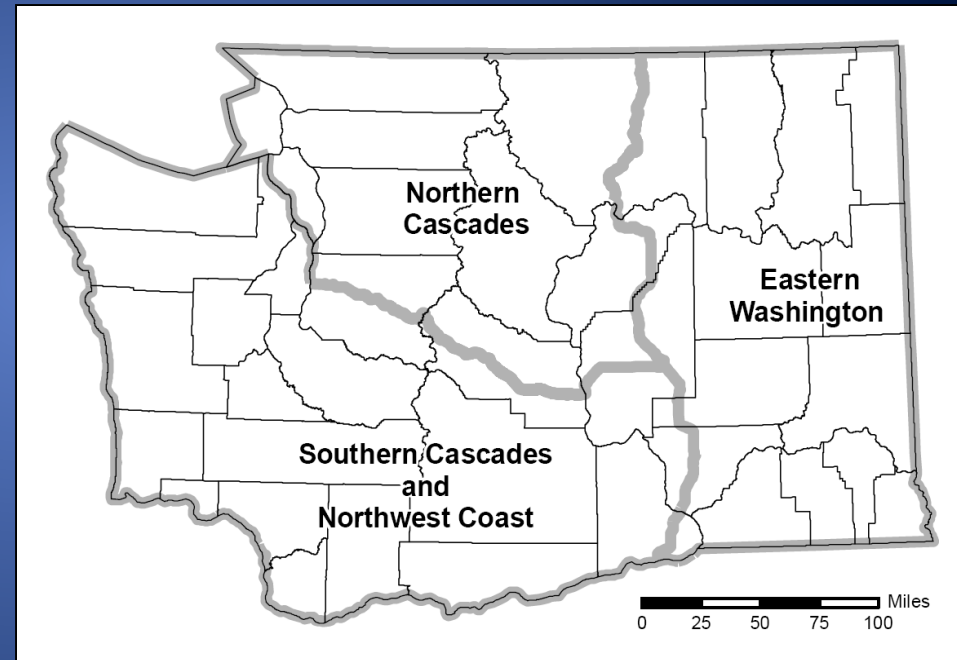 Northern
Cascades
Eastern
Washington
Southern Cascades
and
Northwest Coast
Miles
0 25 50 75 100